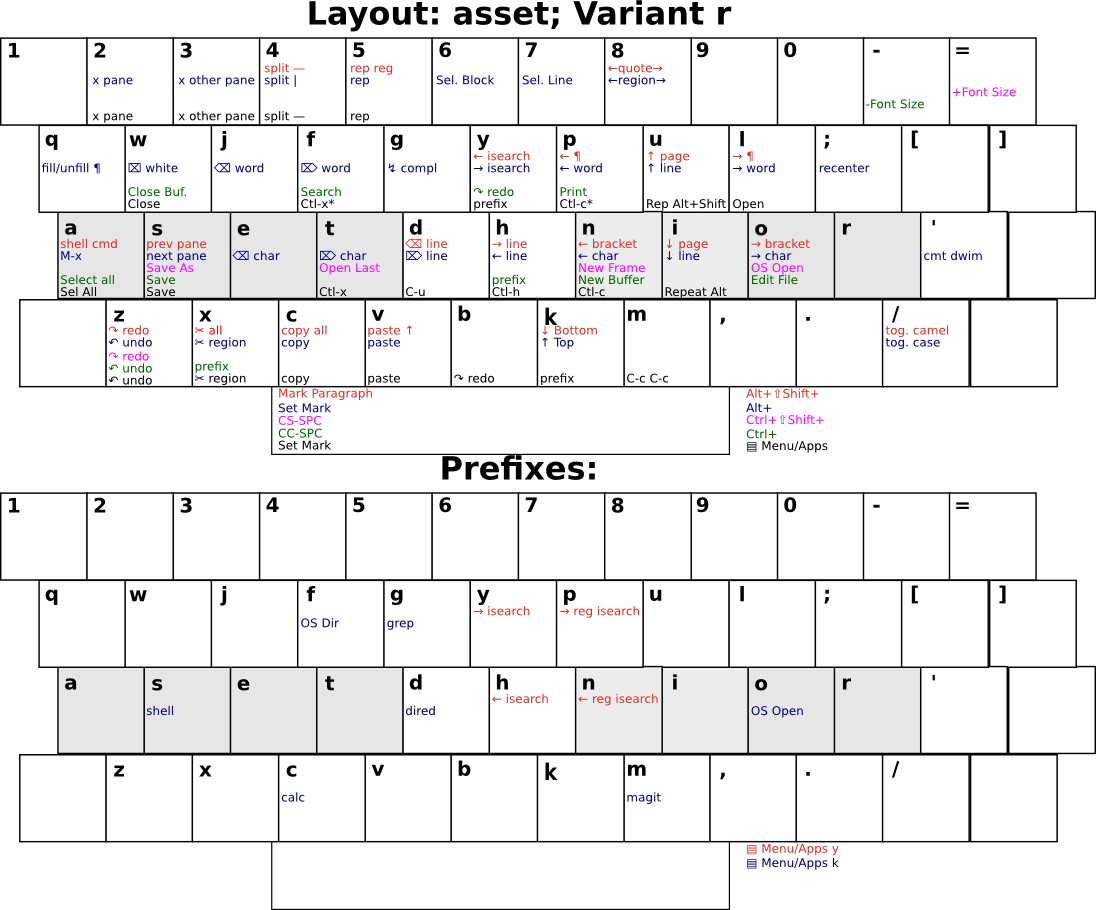 Layout: asset; Variant r
1 2 3 4 5 6 7 8 9 0 - =
split — rep reg ←quote→
x pane x other pane split | rep Sel. Block Sel. Line ←region→
+Font Size
-Font Size
x pane x other pane split — rep
q w j f g y p u l ; [ ]
← isearch ← ¶ ↑ page → ¶
fill/unfill ¶ ⌧ white ⌫ word ⌦ word ↯ compl → isearch ← word ↑ line → word recenter
Close Buf. Search ↷ redo Print
Close Ctl-x* prefix Ctl-c* Rep Alt+Shift Open
a s e t d h n i o r '
shell cmd prev pane ⌫ line → line ← bracket ↓ page → bracket
M-x next pane ⌫ char ⌦ char ⌦ line ← line ← char ↓ line → char cmt dwim
Save As Open Last New Frame OS Open
Select all Save prefix New Buffer Edit File
Sel All Save Ctl-x C-u Ctl-h Ctl-c Repeat Alt
z x c v b k m , . /
↷ redo ✂ all copy all paste ↑ ↓ Bottom tog. camel
↶ undo ✂ region copy paste ↑ Top tog. case
↷ redo
↶ undo prefix
↶ undo ✂ region copy paste ↷ redo prefix C-c C-c
Mark Paragraph Alt+⇧Shift+
Set Mark Alt+
CS-SPC Ctrl+⇧Shift+
CC-SPC Ctrl+
Set Mark ▤ Menu/Apps
Prefixes:
1 2 3 4 5 6 7 8 9 0 - =
q w j f g y p u l ; [ ]
→ isearch → reg isearch
OS Dir grep
a s e t d h n i o r '
← isearch ← reg isearch
shell dired OS Open
z x c v b k m , . /
calc magit
▤ Menu/Apps y
▤ Menu/Apps k